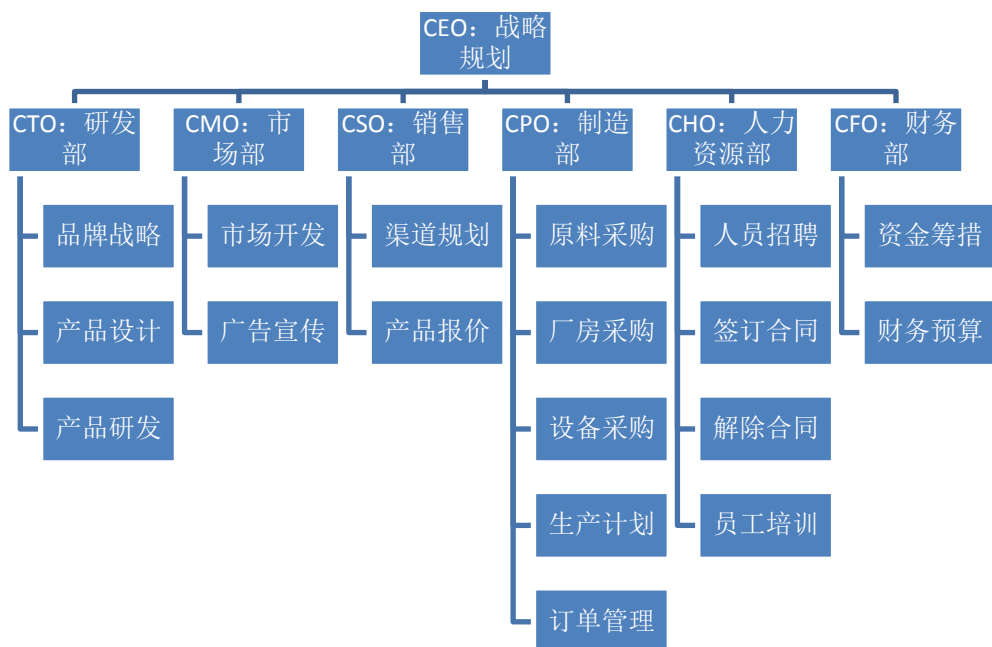 CEO：战略
规划
CTO：研发
部
CMO：市
场部
CSO：销售
部
CPO：制造
部
CHO：人力
资源部
CFO：财务
部
品牌战略
市场开发
渠道规划
原料采购
人员招聘
资金筹措
产品设计
广告宣传
产品报价
厂房采购
签订合同
财务预算
产品研发
设备采购
解除合同
生产计划
员工培训
订单管理